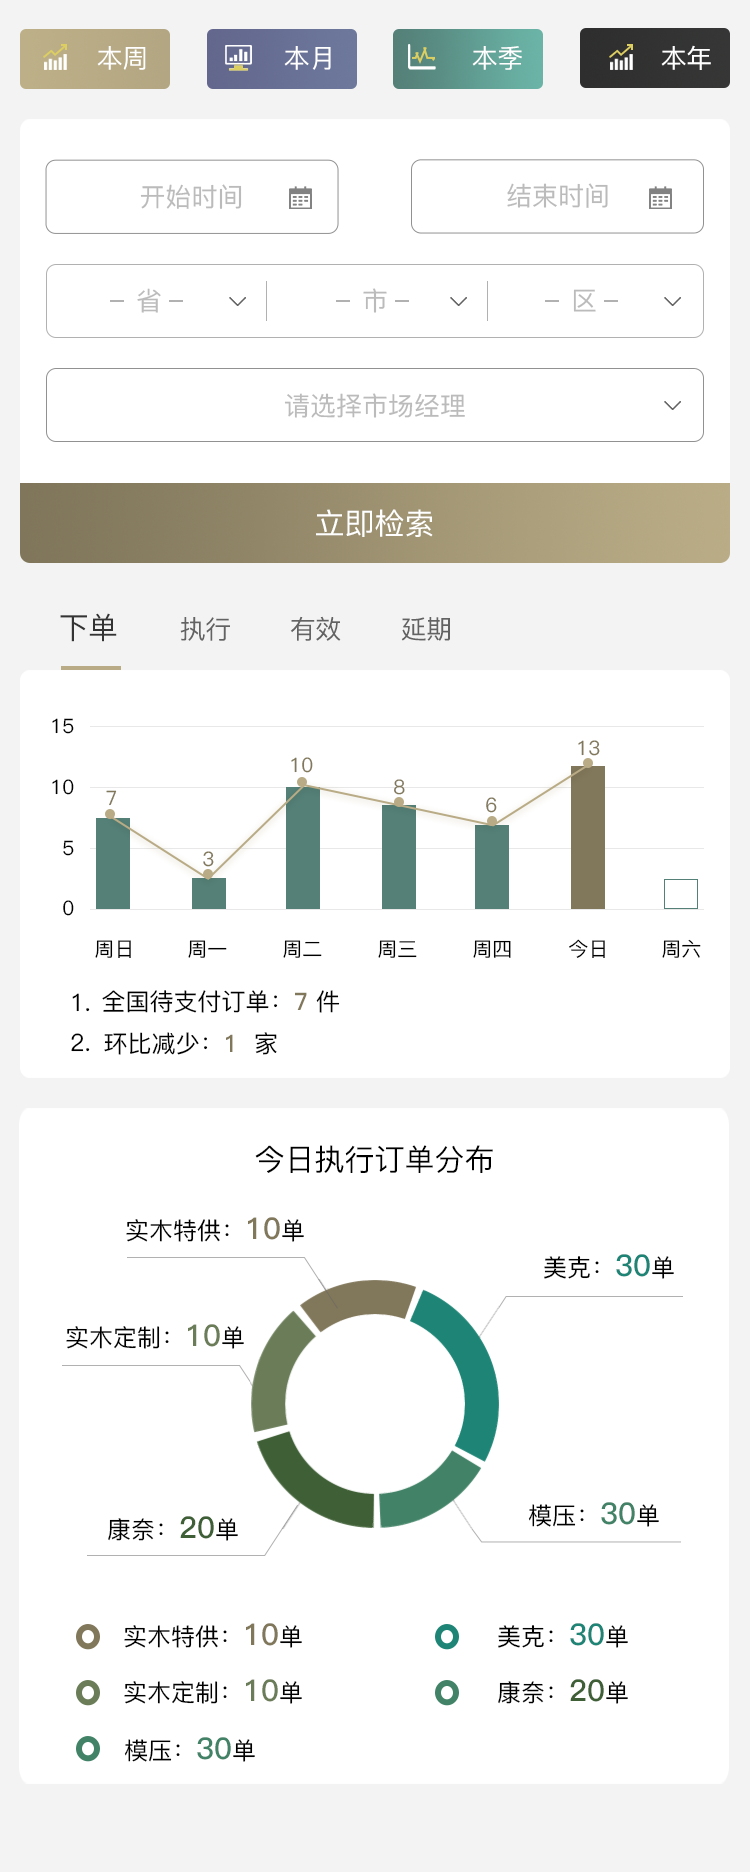 本周 本月 本季 本年
开始时间 结束时间
– 省 – – 市 – – 区 –
请选择市场经理
立即检索
下单 执行 有效 延期
15
10
5
0
7 3 10 8 6 13
周日 周一 周二 周三 周四 今日 周六
1. 全国待支付订单：7 件
2. 环比减少：1 家
今日执行订单分布
实木特供：10单
美克：30单
实木定制：10单
康奈：20单
模压：30单
实木特供：10单 美克：30单
实木定制：10单 康奈：20单
模压：30单